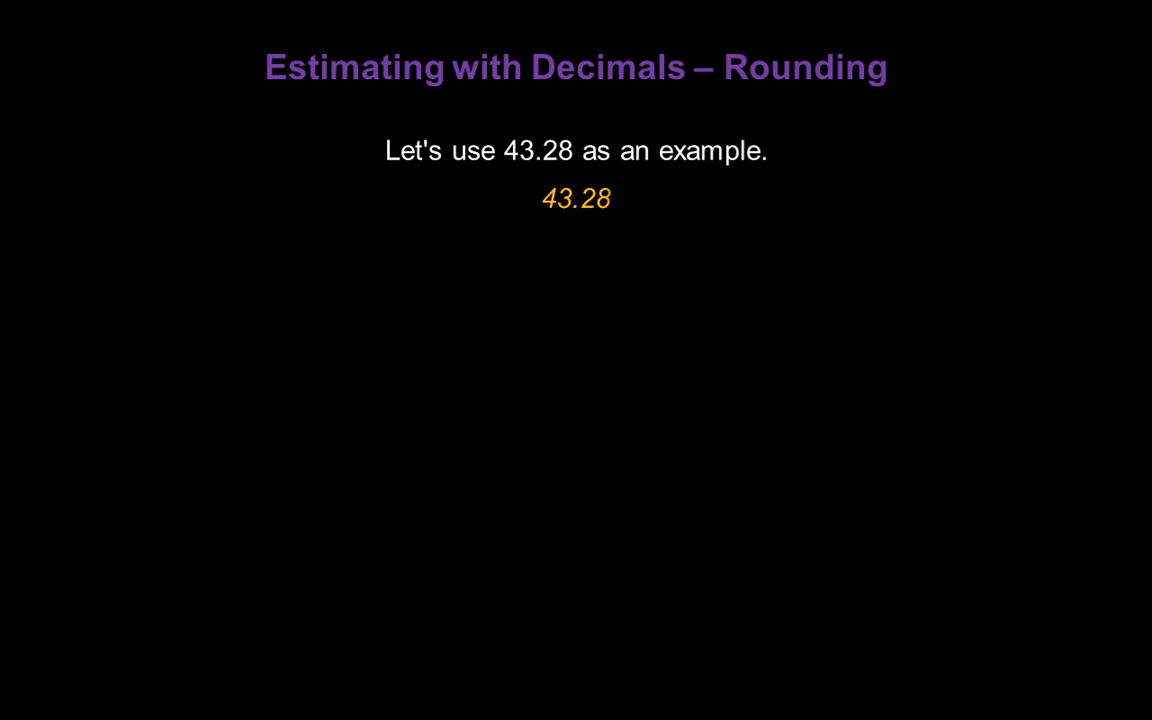 Estimating with Decimals – Rounding
Let's use 43.28 as an example.
43.28